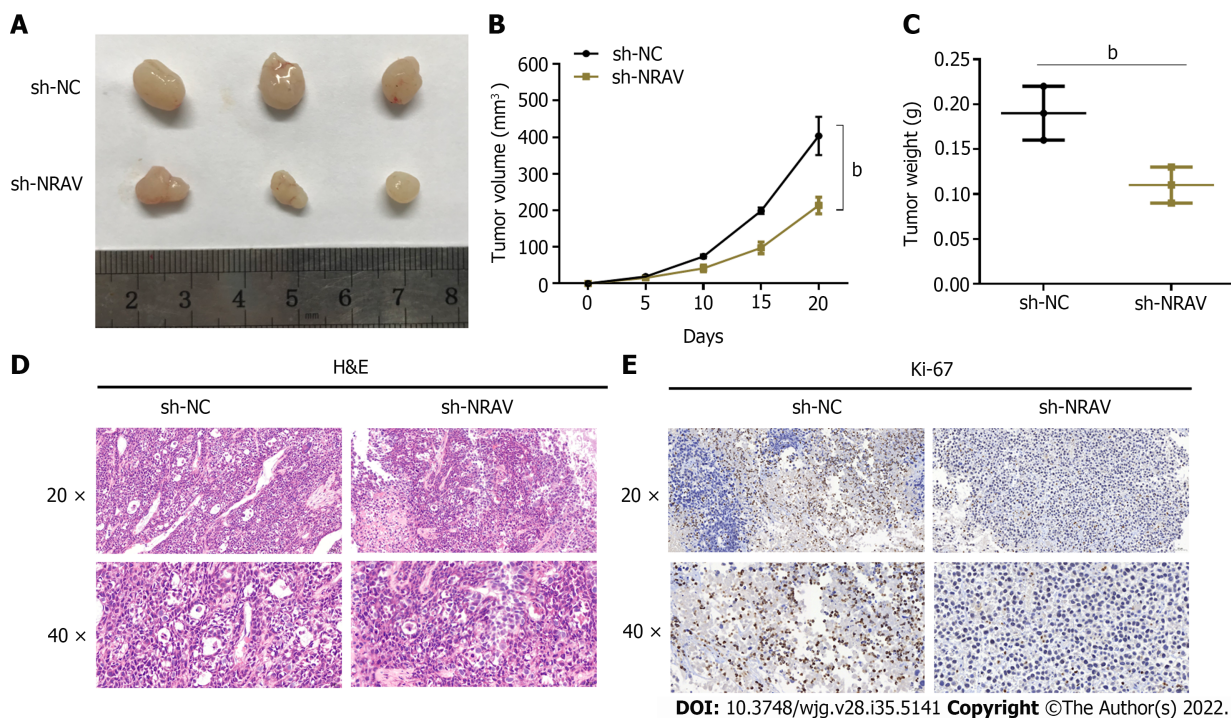 A
sh-NC
sh-NRAV
2 3 4 5 6 7 8
mm
B
sh-NC
sh-NRAV
Tumor volume (mm³)
600
500
400
300
200
100
0
b
0 5 10 15 20
Days
C
b
Tumor weight (g)
0.25
0.20
0.15
0.10
0.05
0.00
sh-NC sh-NRAV
D
H&E
sh-NC sh-NRAV
20 ×
40 ×
E
Ki-67
sh-NC sh-NRAV
20 ×
40 ×
DOI: 10.3748/wjg.v28.i35.5141 Copyright ©The Author(s) 2022.